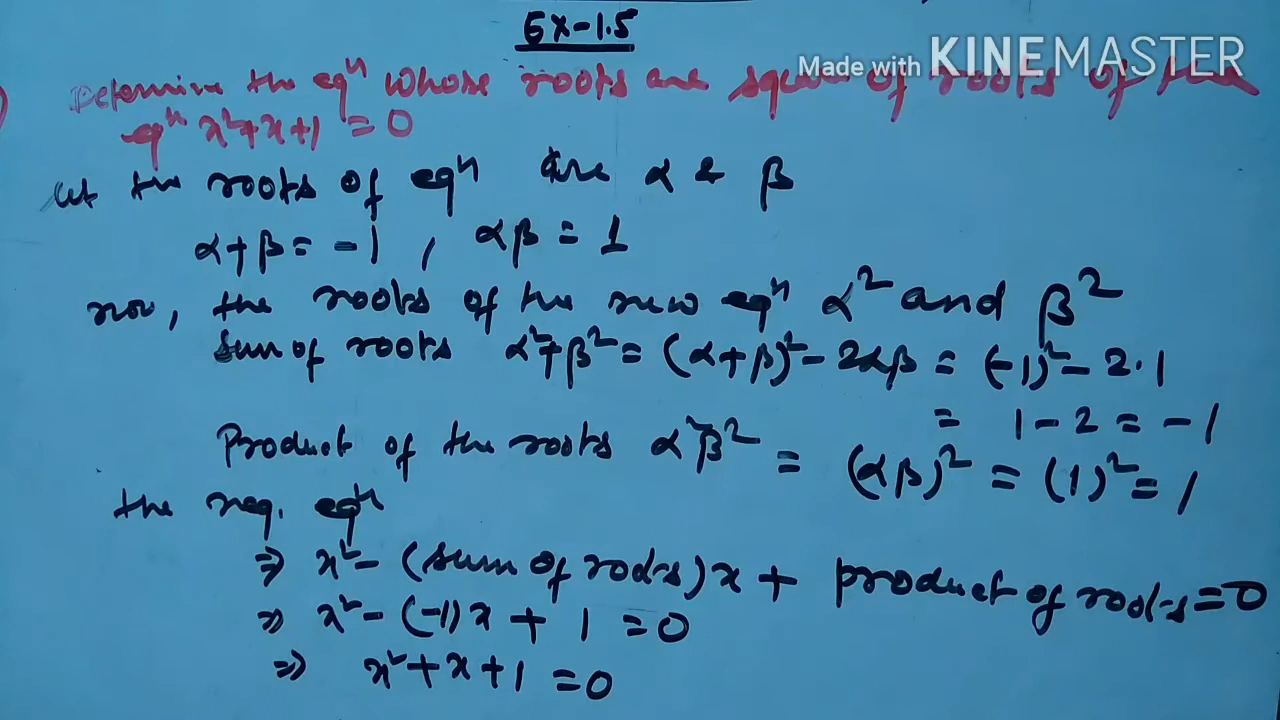 Ex-1.5
Made with KINEMASTER
) Determine the eqⁿ whose roots are square of roots of the
eqⁿ x²+x+1 = 0
let the roots of eqⁿ are α & β
α+β = -1 , αβ = 1
now, the roots of the new eqⁿ α² and β²
Sum of roots α²+β² = (α+β)² - 2αβ = (-1)² - 2.1
= 1-2 = -1
Product of the roots α²β² = (αβ)² = (1)² = 1
the req. eqⁿ
⇒ x² - (sum of roots)x + product of roots = 0
⇒ x² - (-1)x + 1 = 0
⇒ x²+x+1 = 0